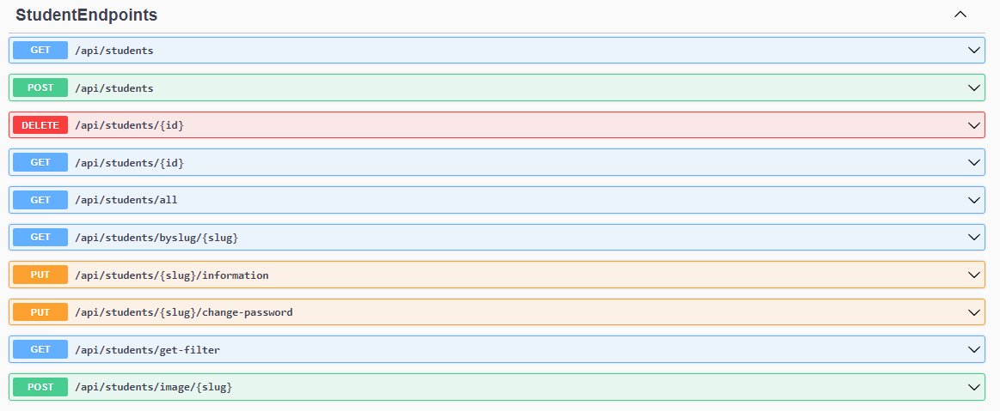 StudentEndpoints
GET /api/students
POST /api/students
DELETE /api/students/{id}
GET /api/students/{id}
GET /api/students/all
GET /api/students/byslug/{slug}
PUT /api/students/{slug}/information
PUT /api/students/{slug}/change-password
GET /api/students/get-filter
POST /api/students/image/{slug}